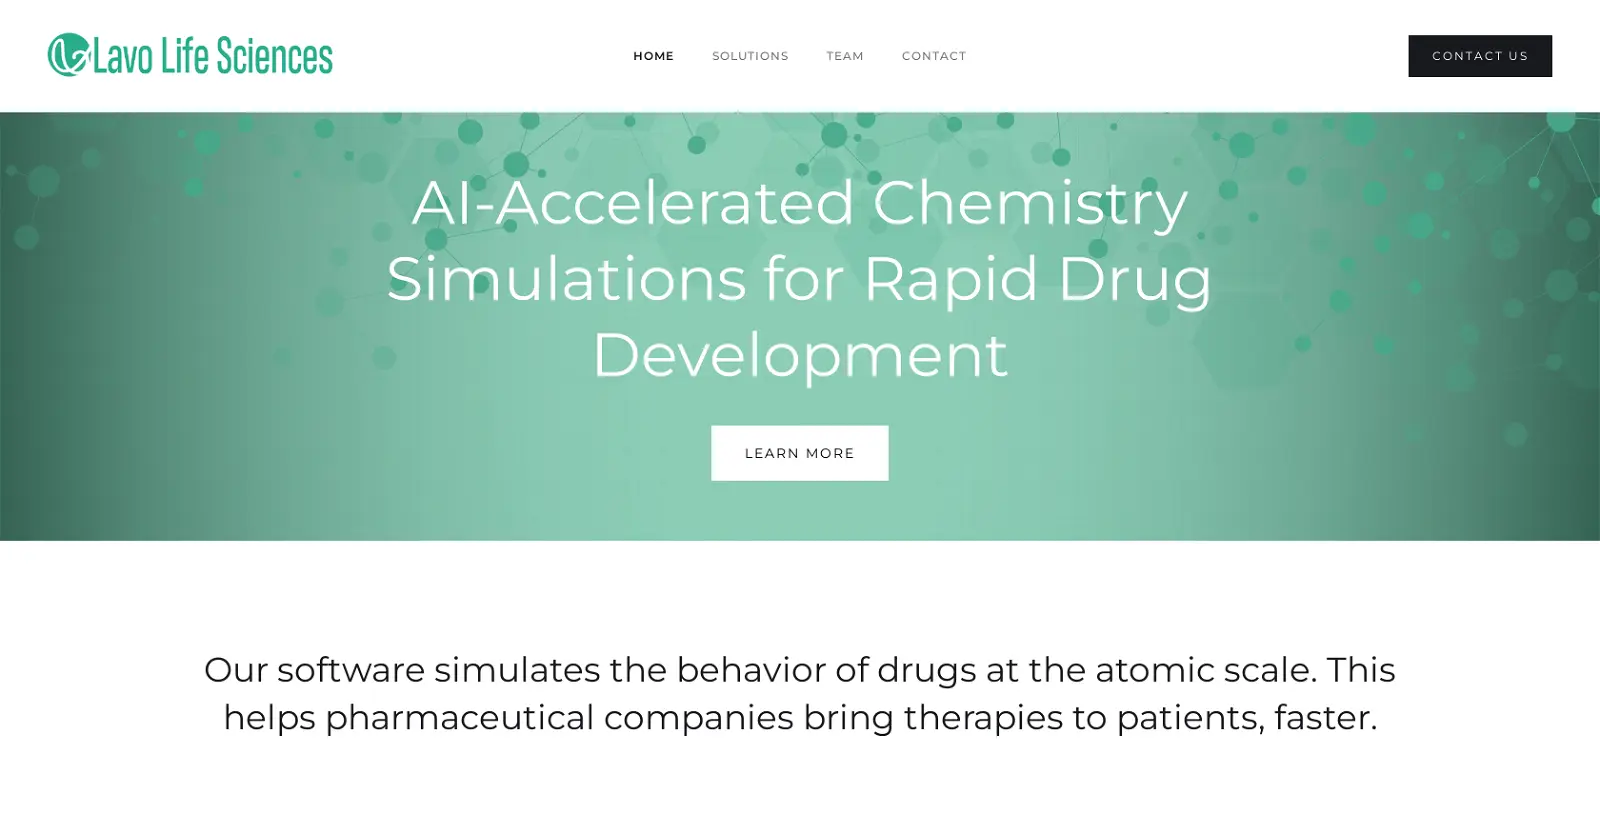 Lavo Life Sciences
HOME SOLUTIONS TEAM CONTACT
CONTACT US
AI-Accelerated Chemistry
Simulations for Rapid Drug
Development
LEARN MORE
Our software simulates the behavior of drugs at the atomic scale. This
helps pharmaceutical companies bring therapies to patients, faster.